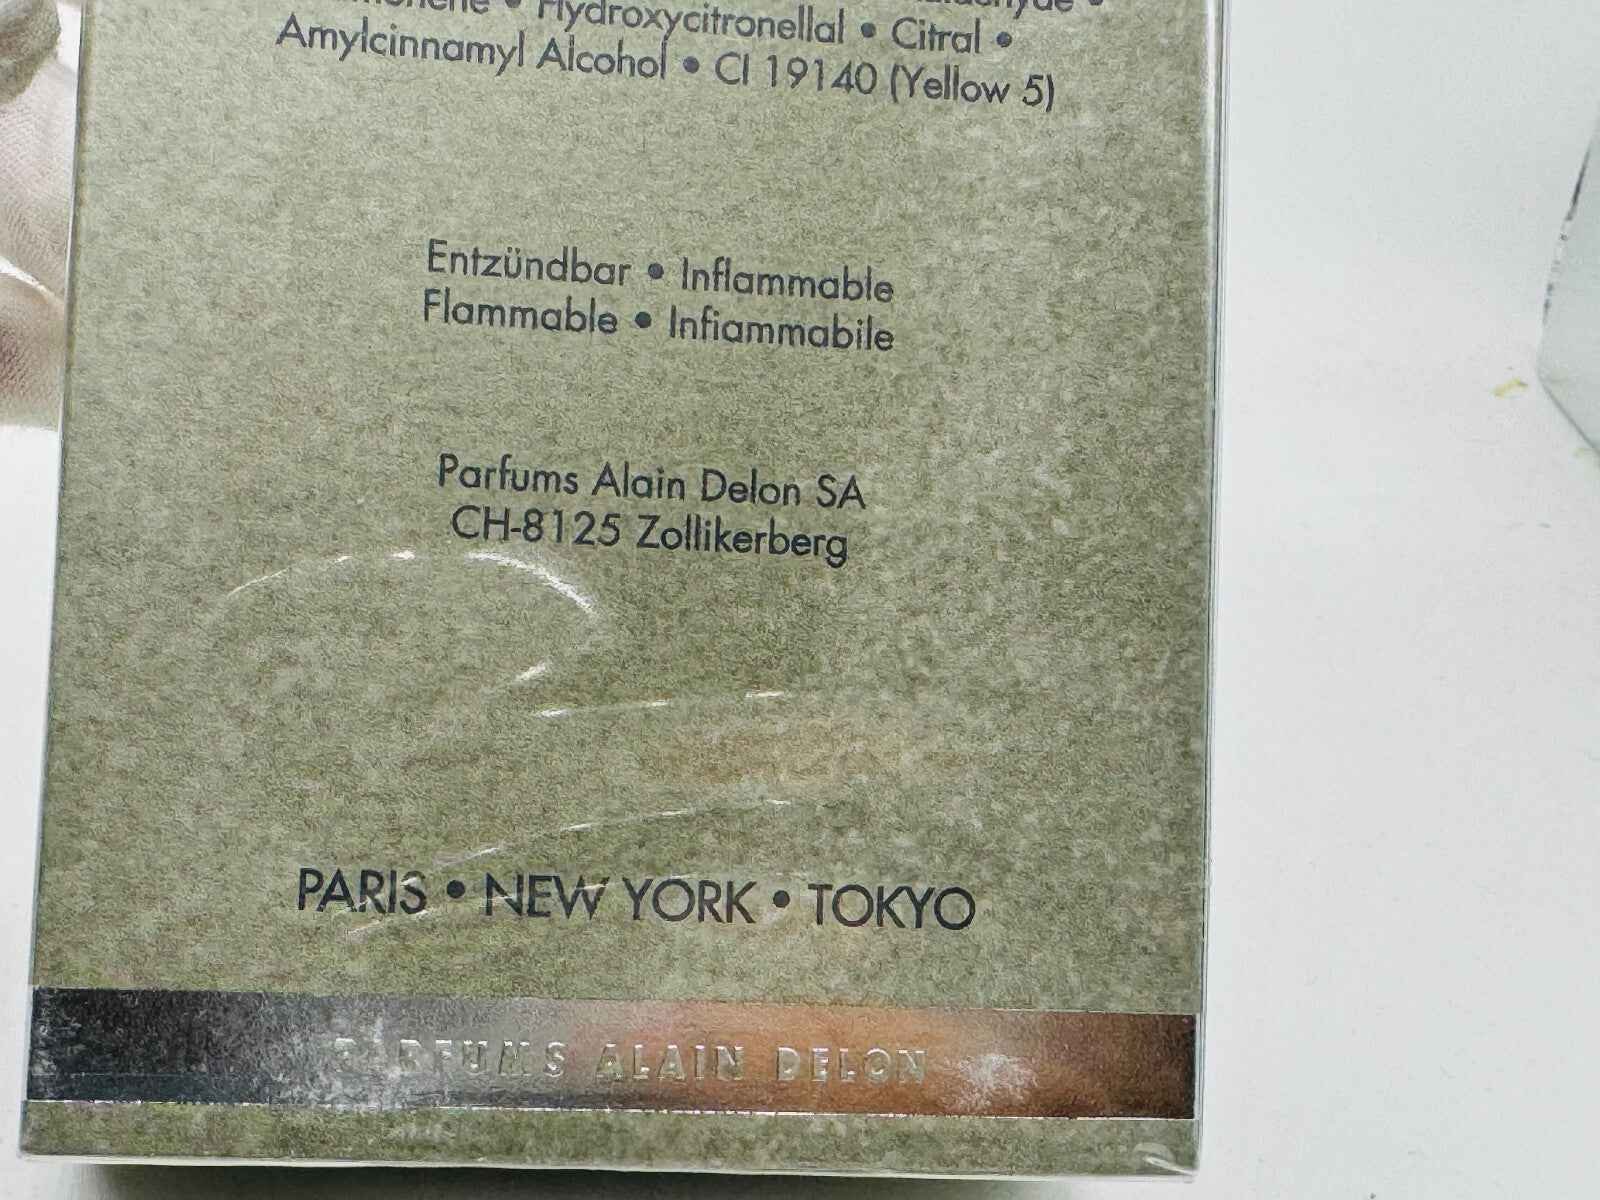 • Hydroxycitronellal • Citral •
Amylcinnamyl Alcohol • CI 19140 (Yellow 5)
Entzündbar • Inflammable
Flammable • Infiammabile
Parfums Alain Delon SA
CH-8125 Zollikerberg
PARIS • NEW YORK • TOKYO
PARFUMS ALAIN DELON